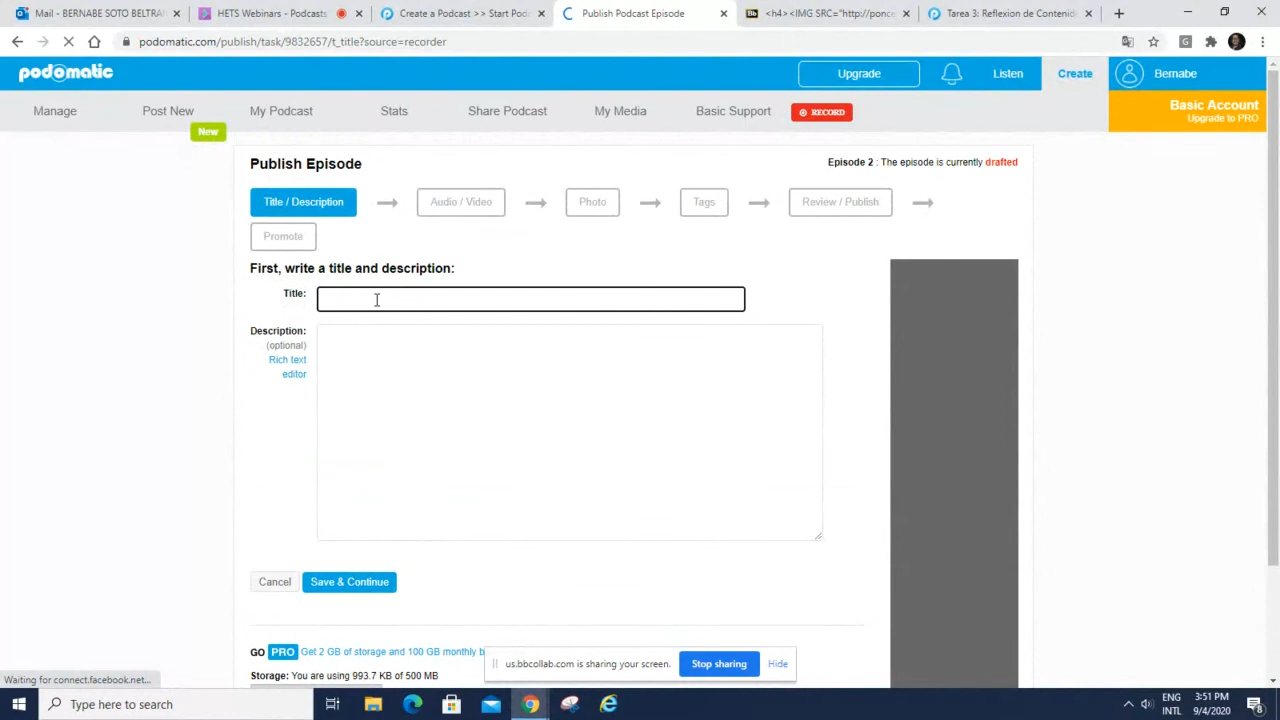 Mail - BERNABE SOTO BELTRAN
HETS Webinars - Podcasts
Create a Podcast >> Start Pod
Publish Podcast Episode
Bb
<h4><IMG SRC="http://ponce
Tarea 3: Reflexion de Contenid
podomatic.com/publish/task/9832657/t_title?source=recorder
podomatic
Upgrade
Listen
Create
Bernabe
Manage
Post New
My Podcast
Stats
Share Podcast
My Media
Basic Support
RECORD
Basic Account
Upgrade to PRO
New
Publish Episode
Episode 2 : The episode is currently drafted
Title / Description
Audio / Video
Photo
Tags
Review / Publish
Promote
First, write a title and description:
Title:
Description:
(optional)
Rich text
editor
Cancel
Save & Continue
GO PRO Get 2 GB of storage and 100 GB monthly b
us.bbcollab.com is sharing your screen.
Stop sharing
Hide
Storage: You are using 993.7 KB of 500 MB
Waiting for connect.facebook.net...
Type here to search
ENG
INTL
3:51 PM
9/4/2020
8